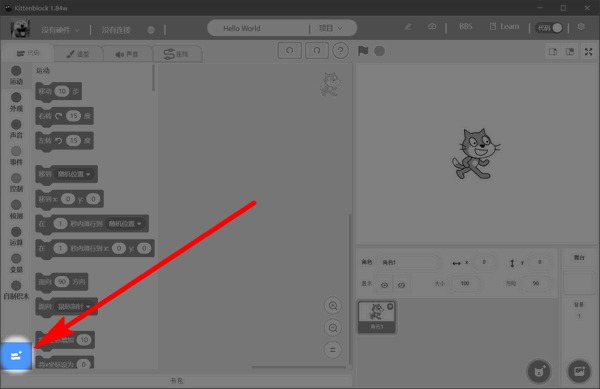 Kittenblock 1.84w
没有硬件
没有连接
Hello World
项目
BBS
Learn
代码
代码
造型
声音
连接
运动
外观
声音
事件
控制
侦测
运算
变量
自制积木
运动
移动 10 步
右转 15 度
左转 15 度
移到 随机位置
移到 x: 0 y: 0
在 1 秒内滑行到 随机位置
在 1 秒内滑行到 x: 0 y: 0
面向 90 方向
面向 鼠标指针
增加 10
将x坐标设为 0
书包
角色 角色1
x 0
y 0
显示
大小 100
方向 90
角色1
舞台
背景
1